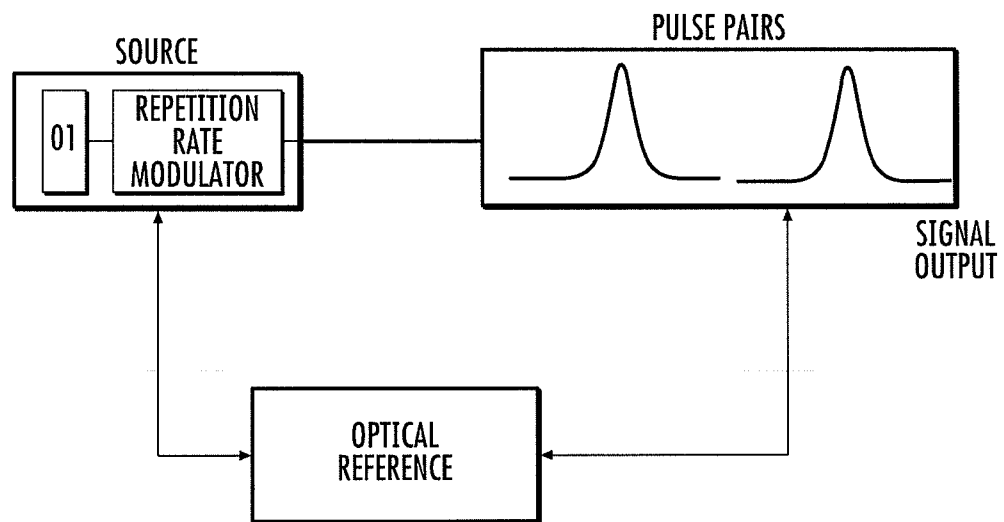 SOURCE
PULSE PAIRS
01
REPETITION
RATE
MODULATOR
SIGNAL
OUTPUT
OPTICAL
REFERENCE